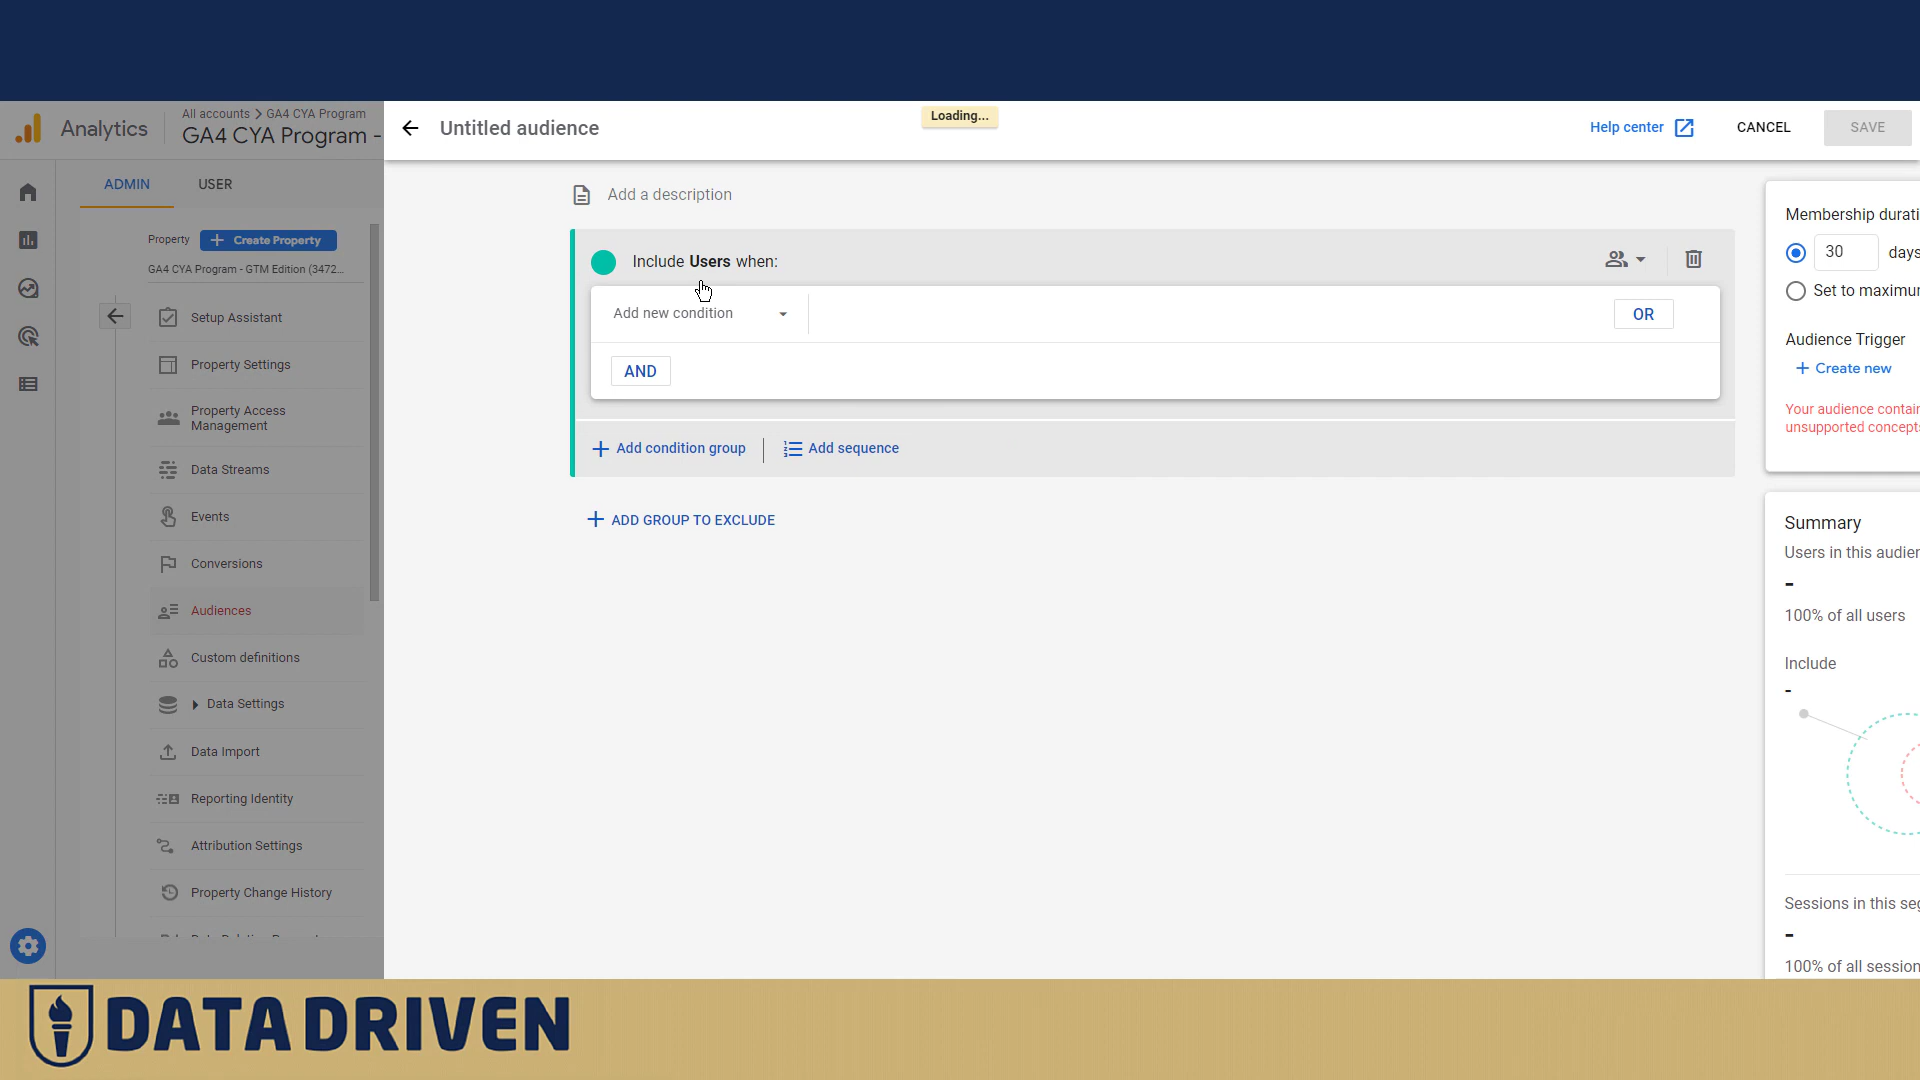 Analytics
All accounts > GA4 CYA Program
GA4 CYA Program -
Untitled audience
Loading...
Help center
CANCEL
SAVE
ADMIN
USER
Property
+ Create Property
GA4 CYA Program - GTM Edition (3472...
Setup Assistant
Property Settings
Property Access
Management
Data Streams
Events
Conversions
Audiences
Custom definitions
Data Settings
Data Import
Reporting Identity
Attribution Settings
Property Change History
Add a description
Include Users when:
Add new condition
OR
AND
+ Add condition group
Add sequence
+ ADD GROUP TO EXCLUDE
Membership durati
30
days
Set to maximu
Audience Trigger
+ Create new
Your audience contai
unsupported concept
Summary
Users in this audie
-
100% of all users
Include
-
Sessions in this se
-
100% of all session
DATA DRIVEN